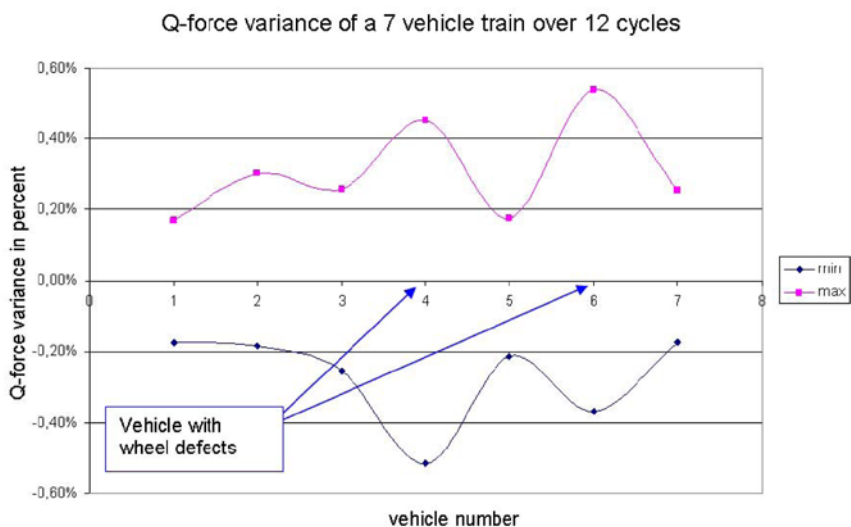 Q-force variance of a 7 vehicle train over 12 cycles
0,60%
0,40%
0,20%
0,00%
-0,20%
-0,40%
-0,60%
Q-force variance in percent
0 1 2 3 4 5 6 7 8
vehicle number
Vehicle with
wheel defects
min
max